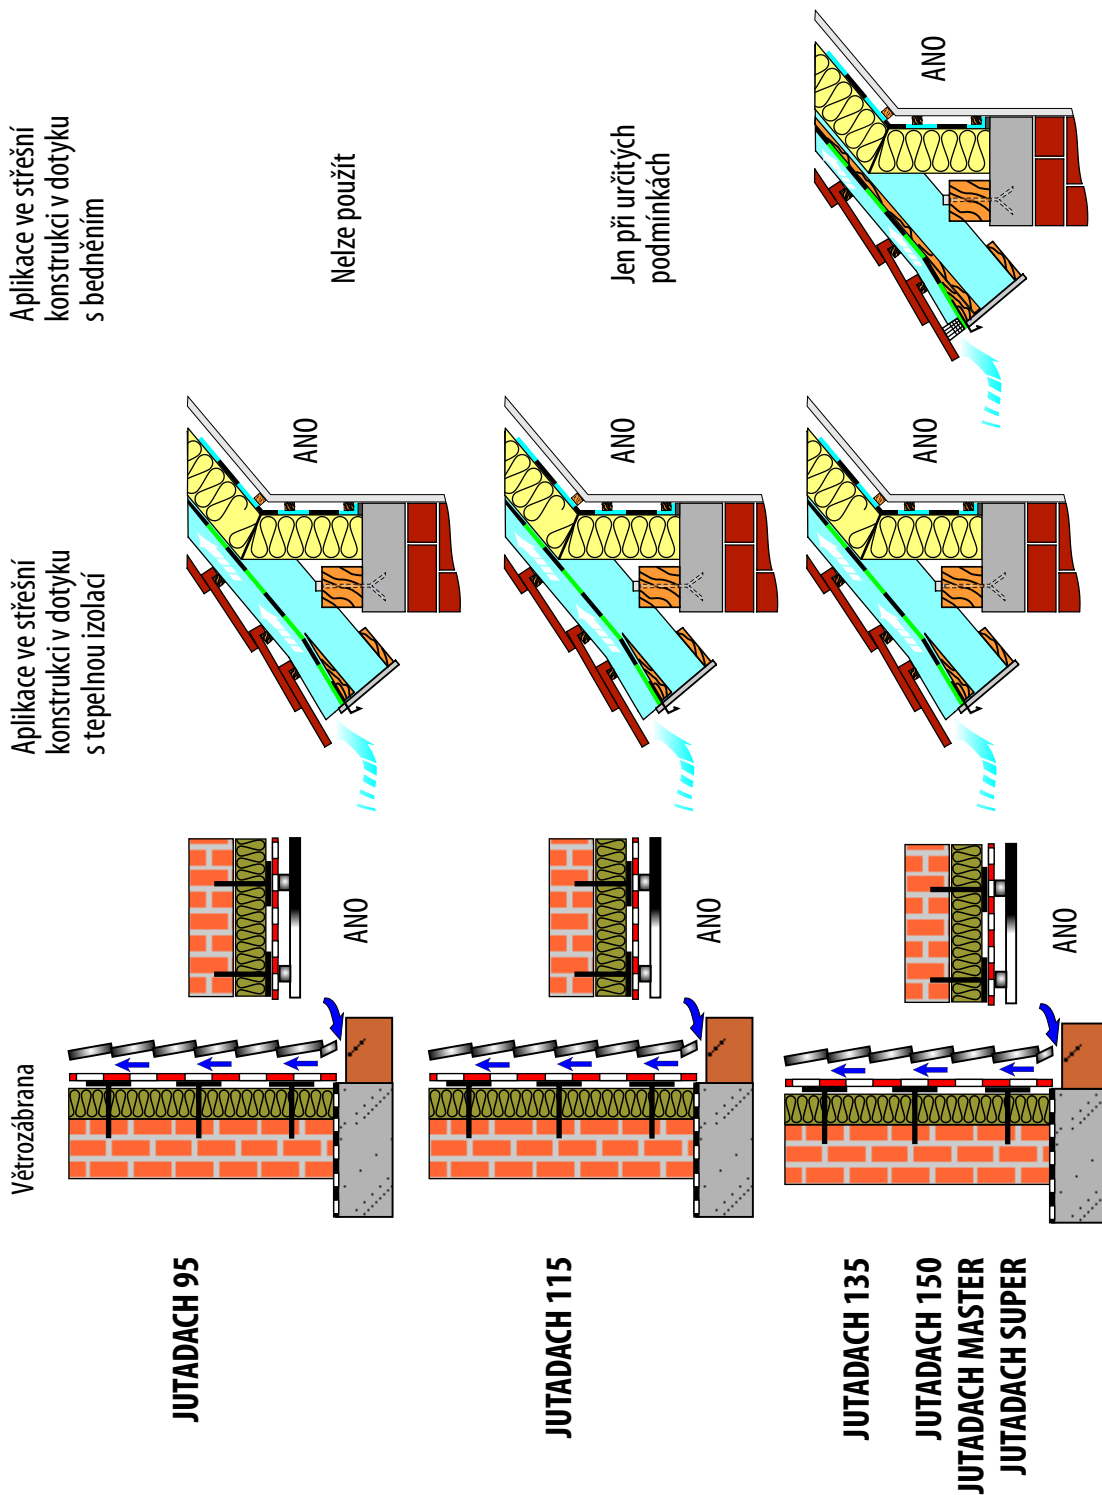 Větrozábrana
Aplikace ve střešní
konstrukci v dotyku
s tepelnou izolací
Aplikace ve střešní
konstrukci v dotyku
s bedněním
JUTADACH 95
ANO
ANO
Nelze použít
JUTADACH 115
ANO
ANO
Jen při určitých
podmínkách
JUTADACH 135
JUTADACH 150
JUTADACH MASTER
JUTADACH SUPER
ANO
ANO
ANO